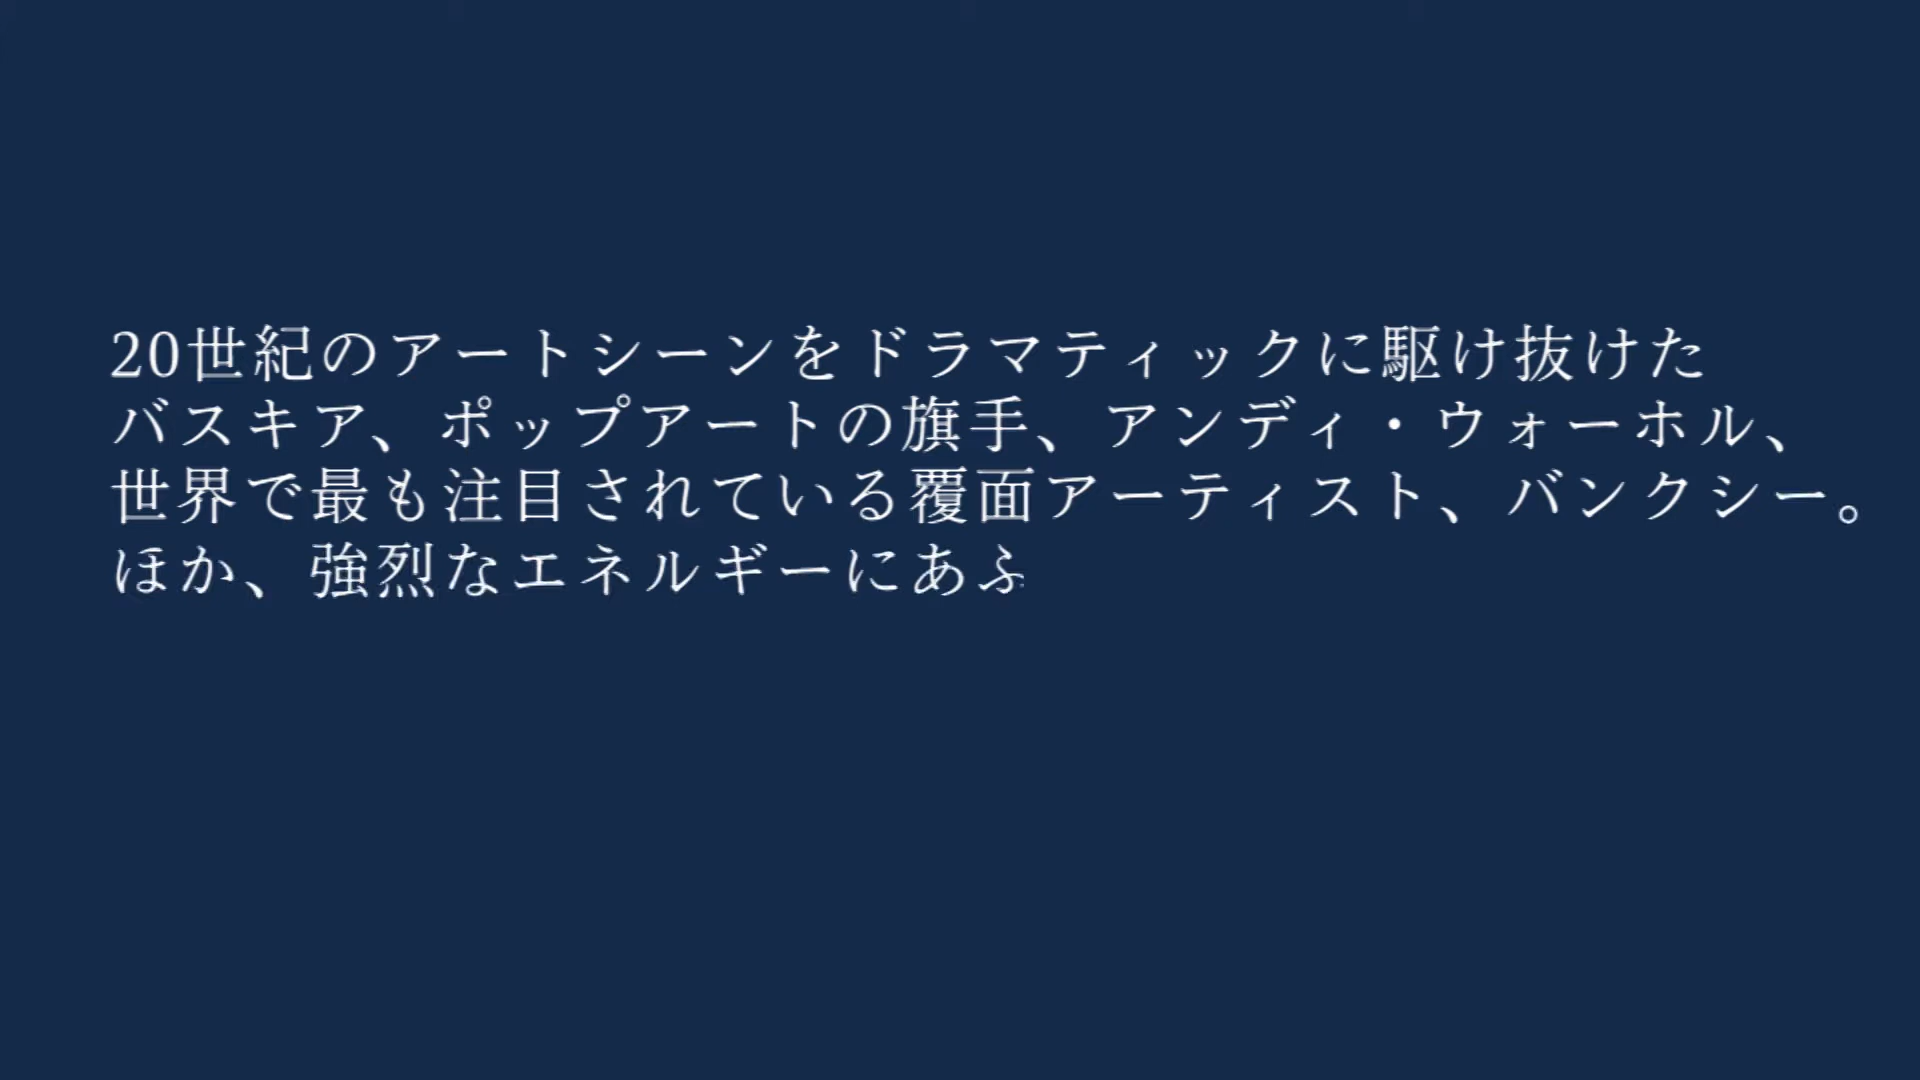 20世紀のアートシーンをドラマティックに駆け抜けた
バスキア、ポップアートの旗手、アンディ・ウォーホル、
世界で最も注目されている覆面アーティスト、バンクシー。
ほか、強烈なエネルギーにあふ